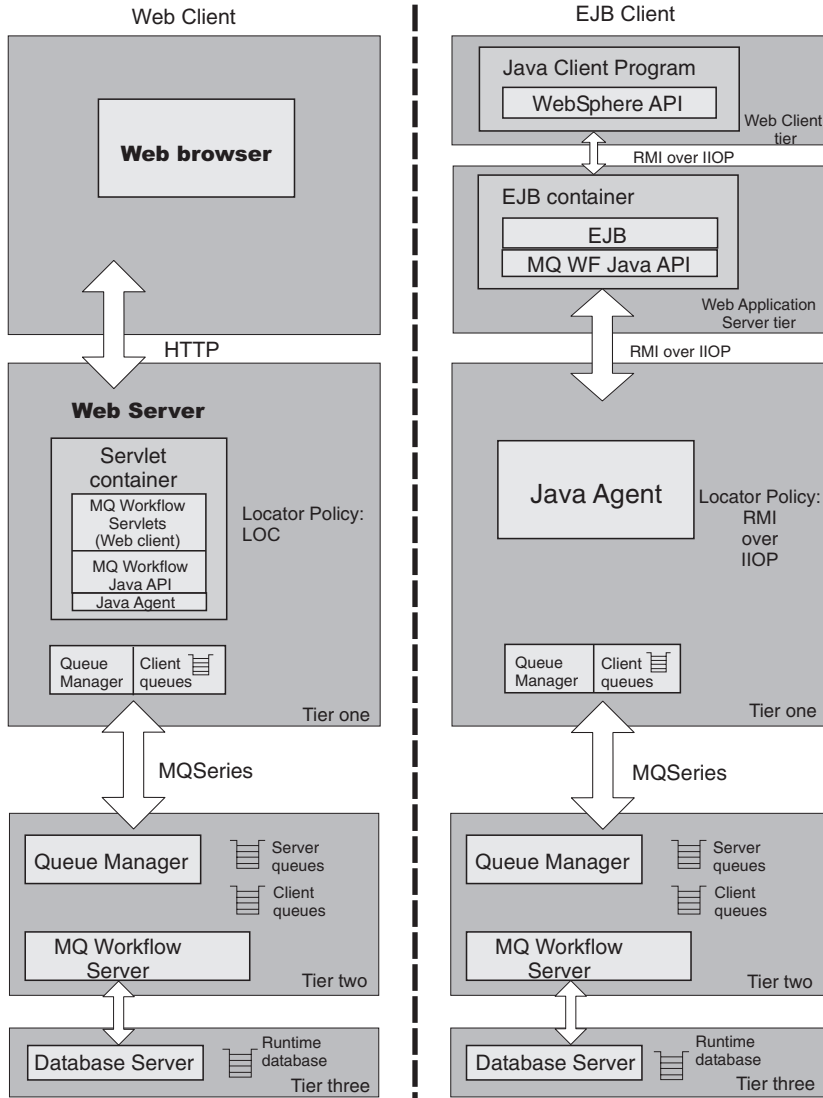 Web Client
Web browser
HTTP
Web Server
Servlet
container
MQ Workflow
Servlets
(Web client)
MQ Workflow
Java API
Java Agent
Locator Policy:
LOC
Queue
Manager
Client
queues
Tier one
MQSeries
Queue Manager
Server
queues
Client
queues
MQ Workflow
Server
Tier two
Database Server
Runtime
database
Tier three
EJB Client
Java Client Program
WebSphere API
Web Client
tier
RMI over IIOP
EJB container
EJB
MQ WF Java API
Web Application
Server tier
RMI over IIOP
Java Agent
Locator Policy:
RMI
over
IIOP
Queue
Manager
Client
queues
Tier one
MQSeries
Queue Manager
Server
queues
Client
queues
MQ Workflow
Server
Tier two
Database Server
Runtime
database
Tier three